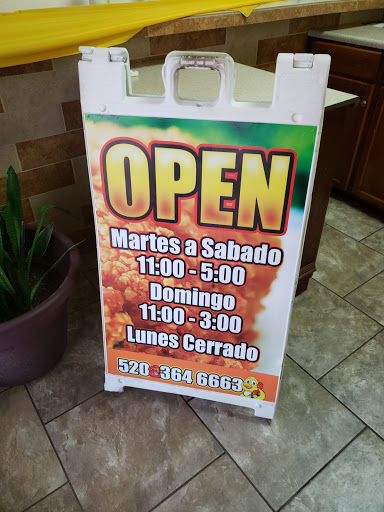 OPEN
Martes a Sabado
11:00 - 5:00
Domingo
11:00 - 3:00
Lunes Cerrado
520 364 6663